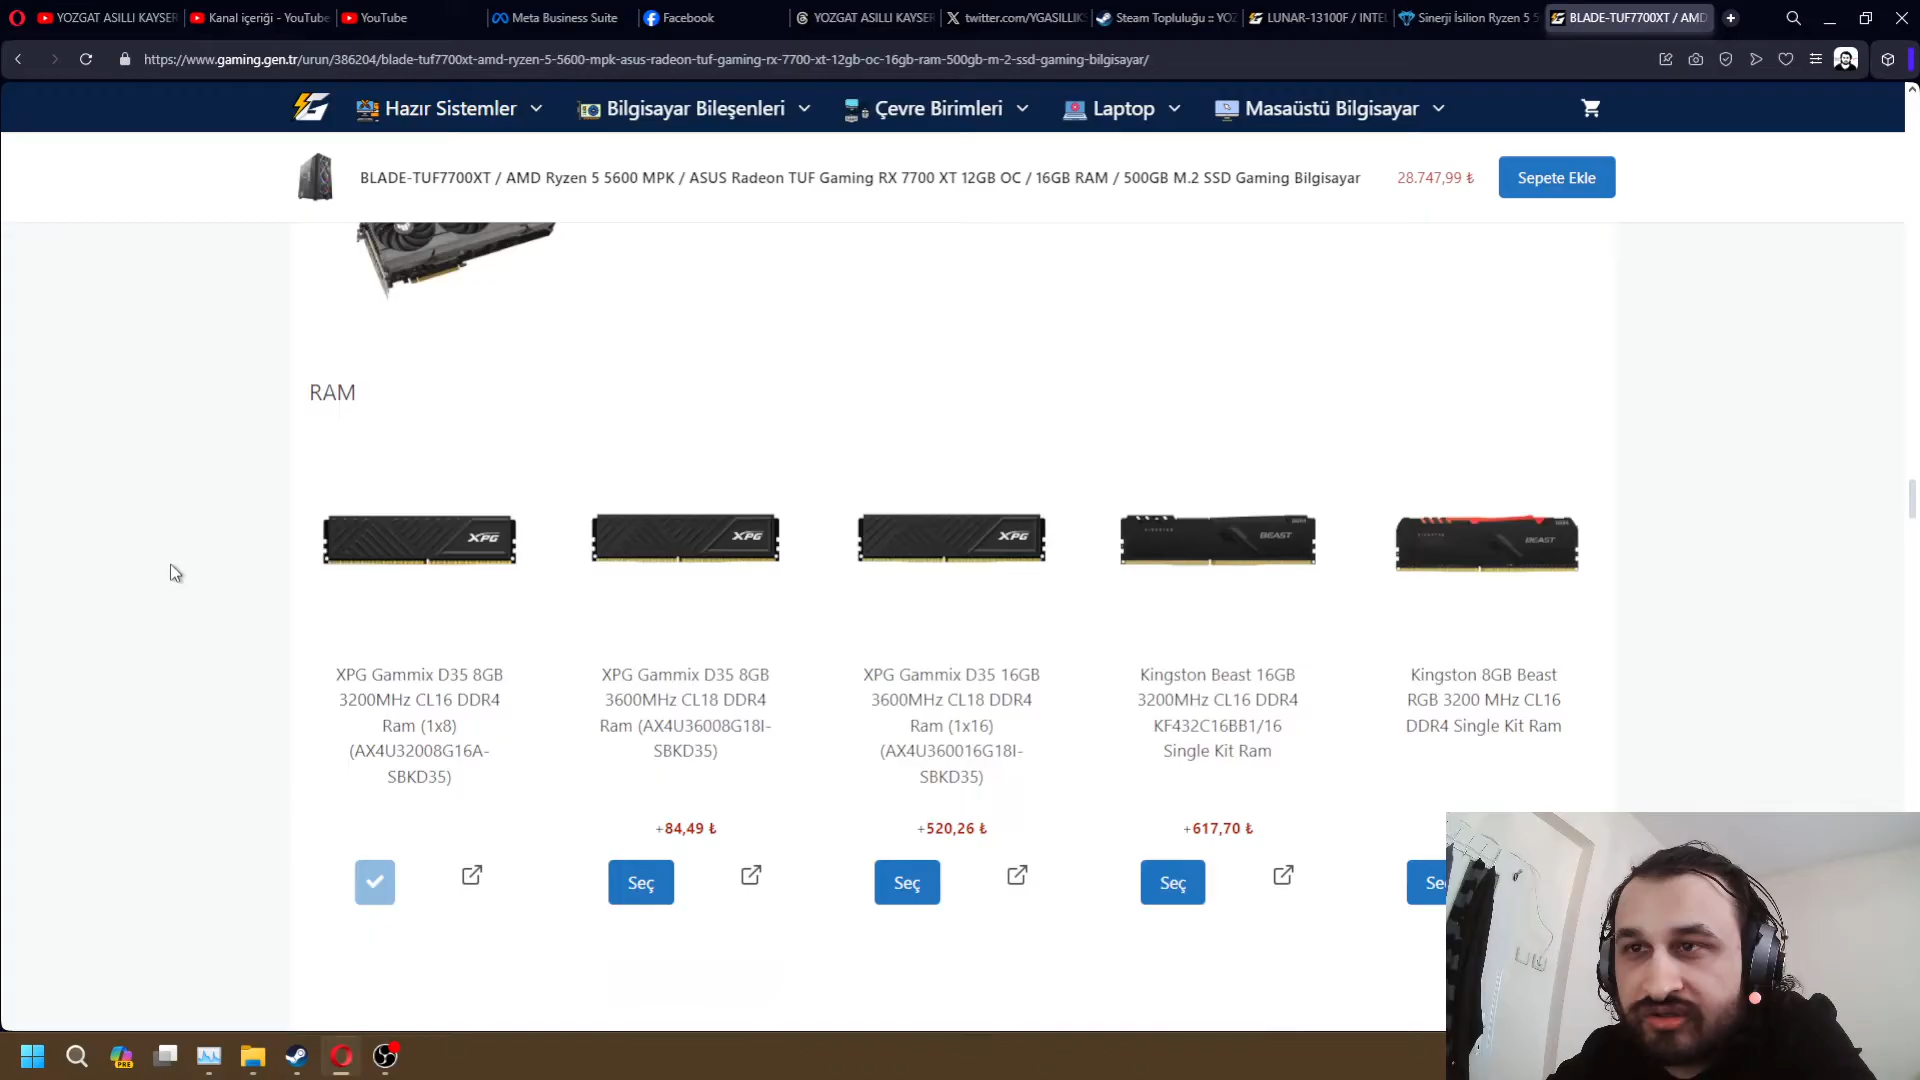 YOZGAT ASILLI KAYSER
Kanal içeriği - YouTube
YouTube
Meta Business Suite
Facebook
YOZGAT ASILLI KAYSER
twitter.com/YGASILLIK
Steam Topluluğu :: YOZ
LUNAR-13100F / INTEL
Sinerji İsilion Ryzen 5 5
BLADE-TUF7700XT / AMD
https://www.gaming.gen.tr/urun/386204/blade-tuf7700xt-amd-ryzen-5-5600-mpk-asus-radeon-tuf-gaming-rx-7700-xt-12gb-oc-16gb-ram-500gb-m-2-ssd-gaming-bilgisayar/
Hazır Sistemler
Bilgisayar Bileşenleri
Çevre Birimleri
Laptop
Masaüstü Bilgisayar
BLADE-TUF7700XT / AMD Ryzen 5 5600 MPK / ASUS Radeon TUF Gaming RX 7700 XT 12GB OC / 16GB RAM / 500GB M.2 SSD Gaming Bilgisayar
28.747,99 ₺
Sepete Ekle
RAM
XPG
XPG
XPG
BEAST
BEAST
XPG Gammix D35 8GB
3200MHz CL16 DDR4
Ram (1x8)
(AX4U32008G16A-
SBKD35)
XPG Gammix D35 8GB
3600MHz CL18 DDR4
Ram (AX4U36008G18I-
SBKD35)
+84,49 ₺
Seç
XPG Gammix D35 16GB
3600MHz CL18 DDR4
Ram (1x16)
(AX4U360016G18I-
SBKD35)
+520,26 ₺
Seç
Kingston Beast 16GB
3200MHz CL16 DDR4
KF432C16BB1/16
Single Kit Ram
+617,70 ₺
Seç
Kingston 8GB Beast
RGB 3200 MHz CL16
DDR4 Single Kit Ram
Se
PRE